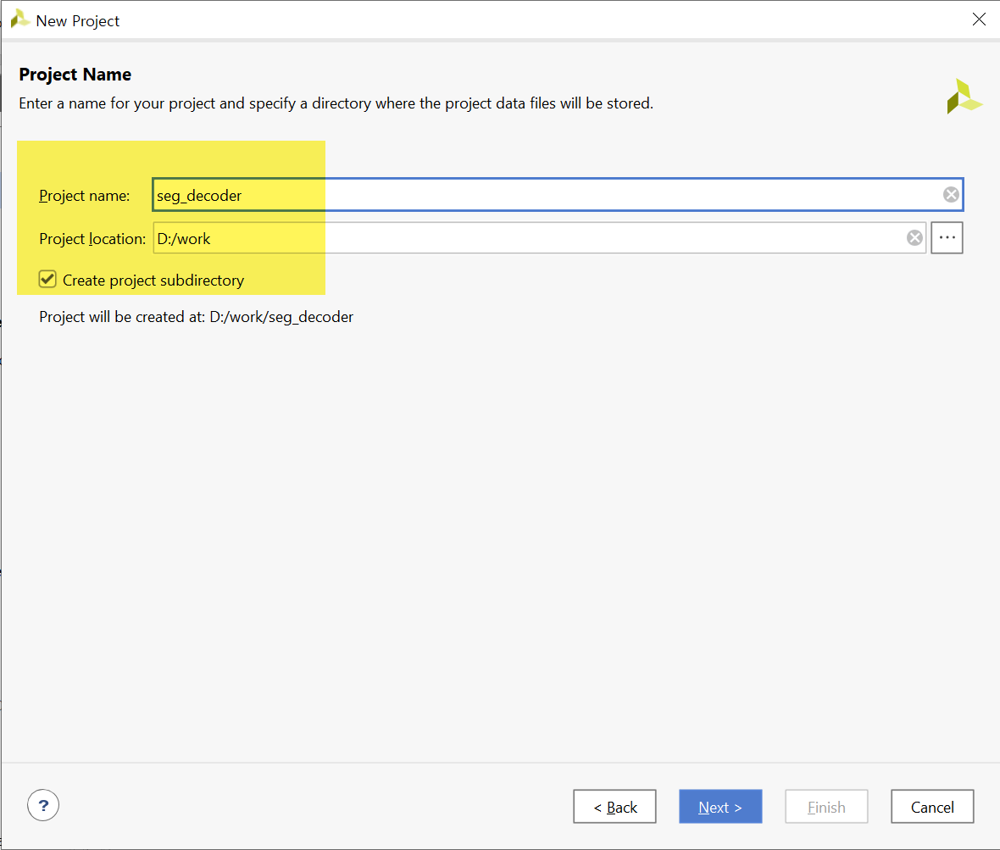 New Project
Project Name
Enter a name for your project and specify a directory where the project data files will be stored.
Project name: seg_decoder
Project location: D:/work
...
Create project subdirectory
Project will be created at: D:/work/seg_decoder
? < Back Next > Finish Cancel